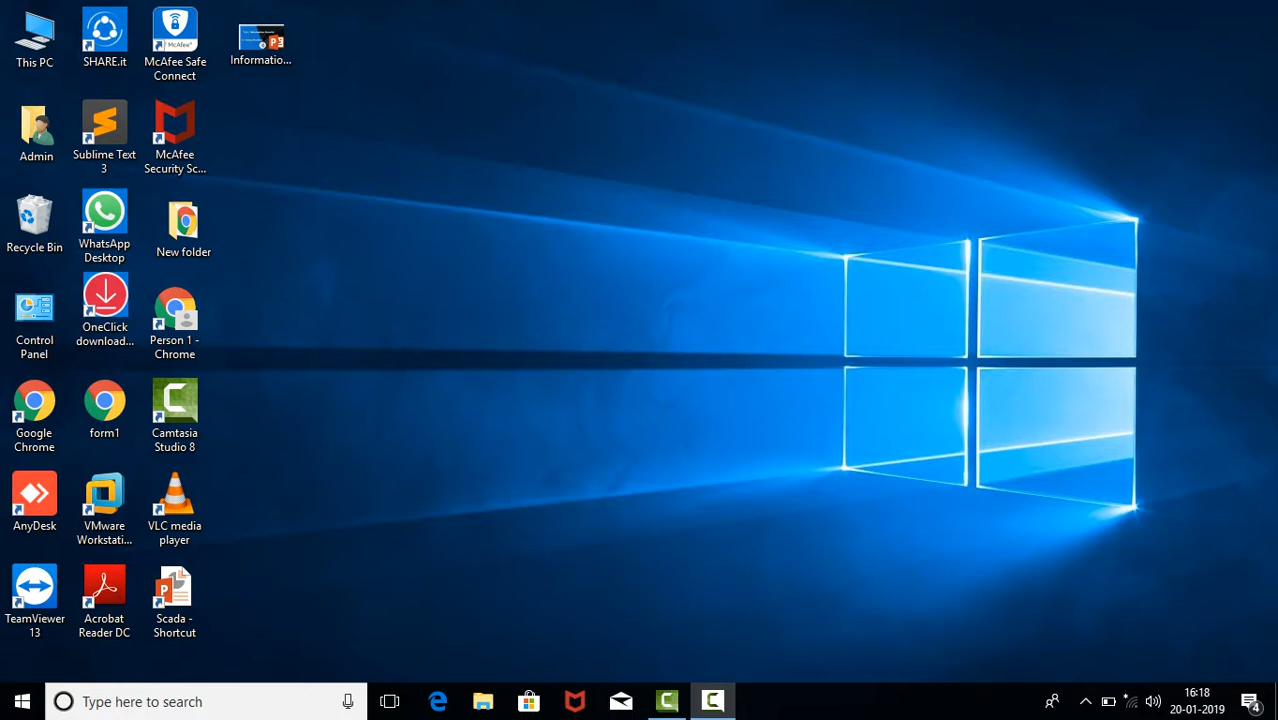 This PC
SHARE.it
McAfee Safe
Connect
Informatio...
Admin
Sublime Text
3
McAfee
Security Sc...
Recycle Bin
WhatsApp
Desktop
New folder
Control
Panel
OneClick
download...
Person 1 -
Chrome
Google
Chrome
form1
Camtasia
Studio 8
AnyDesk
VMware
Workstati...
VLC media
player
TeamViewer
13
Acrobat
Reader DC
Scada -
Shortcut
Type here to search
16:18
20-01-2019
4